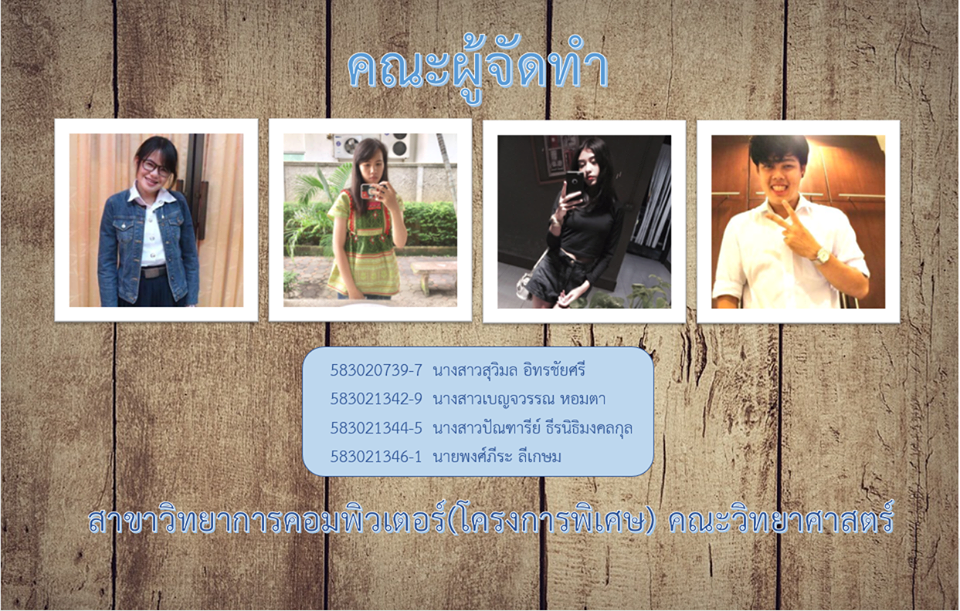 คณะผู้จัดทำ
583020739-7 นางสาวสุวิมล อิทรชัยศรี
583021342-9 นางสาวเบญจวรรณ หอมตา
583021344-5 นางสาวปัณฑารีย์ ธีรนิธิมงคลกุล
583021346-1 นายพงศ์ภีระ ลีเกษม
สาขาวิทยาการคอมพิวเตอร์(โครงการพิเศษ) คณะวิทยาศาสตร์